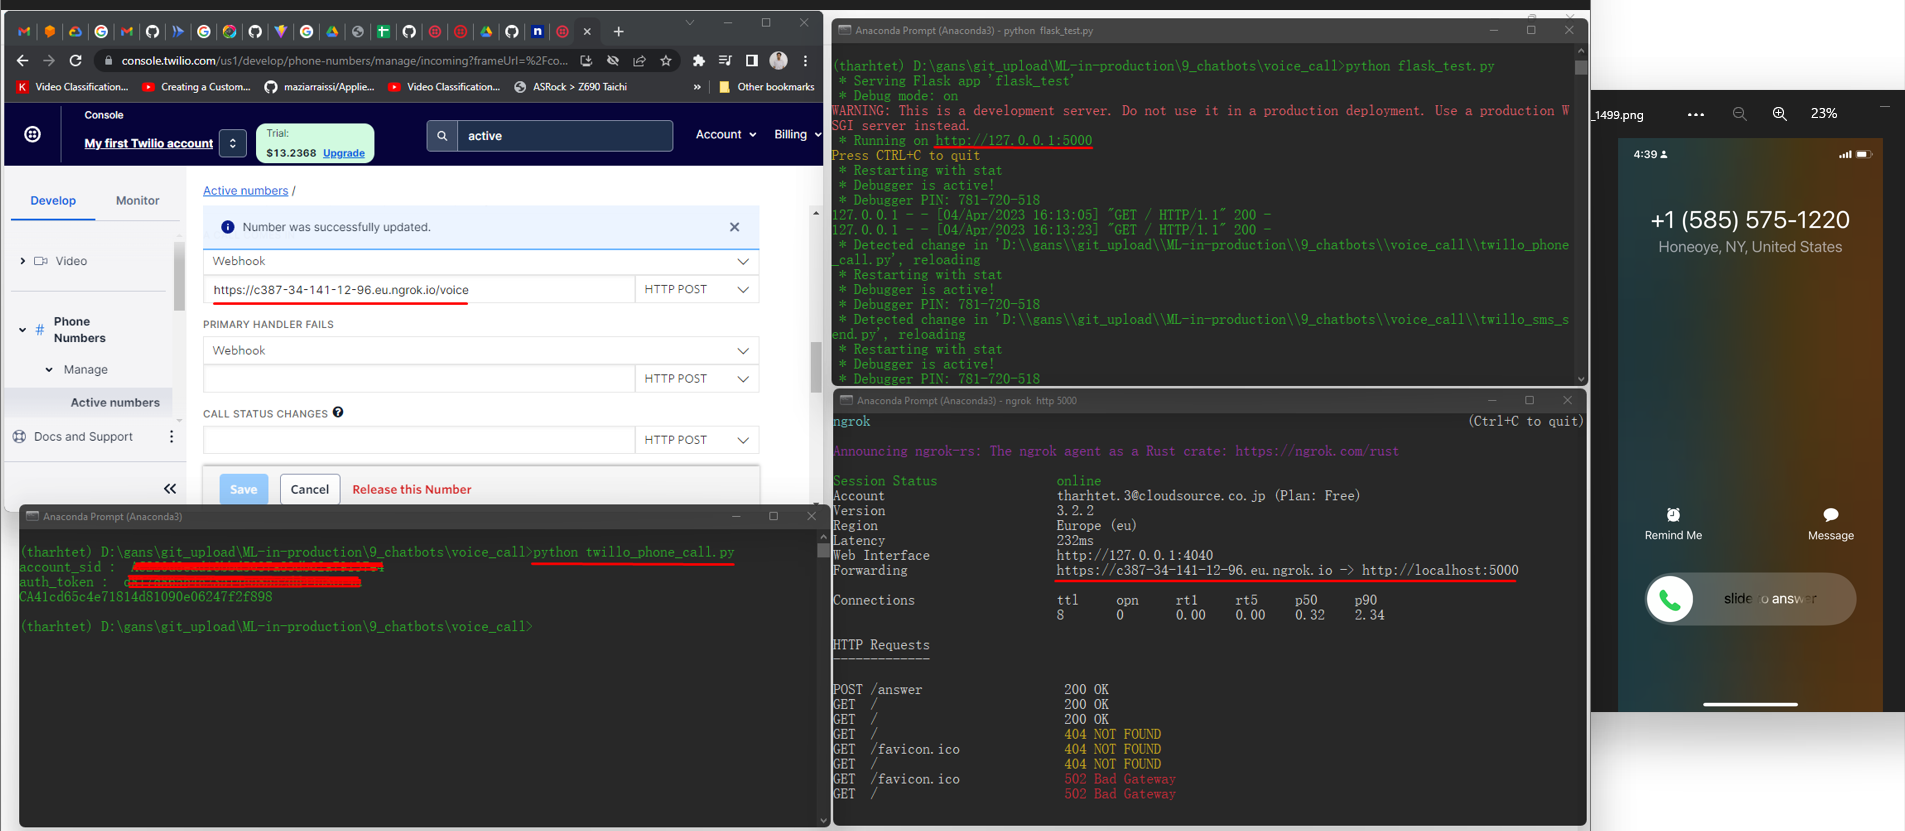 console.twilio.com/us1/develop/phone-numbers/manage/incoming?frameUrl=%2Fco...
Video Classification...
Creating a Custom...
maziarraissi/Applie...
Video Classification...
ASRock > Z690 Taichi
»
Other bookmarks
Console
My first Twilio account
Trial:
$13.2368 Upgrade
active
Account
Billing
Develop
Monitor
Video
# Phone
Numbers
Manage
Active numbers
Docs and Support
Active numbers /
Number was successfully updated.
Webhook
https://c387-34-141-12-96.eu.ngrok.io/voice
HTTP POST
PRIMARY HANDLER FAILS
Webhook
HTTP POST
CALL STATUS CHANGES ?
HTTP POST
Save
Cancel
Release this Number
Anaconda Prompt (Anaconda3)
(tharhtet) D:\gans\git_upload\ML-in-production\9_chatbots\voice_call>python twillo_phone_call.py
account_sid :
auth_token :
CA41cd65c4e71814d81090e06247f2f898
(tharhtet) D:\gans\git_upload\ML-in-production\9_chatbots\voice_call>
Anaconda Prompt (Anaconda3) - python flask_test.py
(tharhtet) D:\gans\git_upload\ML-in-production\9_chatbots\voice_call>python flask_test.py
* Serving Flask app 'flask_test'
* Debug mode: on
WARNING: This is a development server. Do not use it in a production deployment. Use a production W
SGI server instead.
* Running on http://127.0.0.1:5000
Press CTRL+C to quit
* Restarting with stat
* Debugger is active!
* Debugger PIN: 781-720-518
127.0.0.1 - - [04/Apr/2023 16:13:05] "GET / HTTP/1.1" 200 -
127.0.0.1 - - [04/Apr/2023 16:13:23] "GET / HTTP/1.1" 200 -
* Detected change in 'D:\\gans\\git_upload\\ML-in-production\\9_chatbots\\voice_call\\twillo_phone
_call.py', reloading
* Restarting with stat
* Debugger is active!
* Debugger PIN: 781-720-518
* Detected change in 'D:\\gans\\git_upload\\ML-in-production\\9_chatbots\\voice_call\\twillo_sms_s
end.py', reloading
* Restarting with stat
* Debugger is active!
* Debugger PIN: 781-720-518
Anaconda Prompt (Anaconda3) - ngrok http 5000
ngrok (Ctrl+C to quit)
Announcing ngrok-rs: The ngrok agent as a Rust crate: https://ngrok.com/rust
Session Status online
Account tharhtet.3@cloudsource.co.jp (Plan: Free)
Version 3.2.2
Region Europe (eu)
Latency 232ms
Web Interface http://127.0.0.1:4040
Forwarding https://c387-34-141-12-96.eu.ngrok.io -> http://localhost:5000
Connections ttl opn rt1 rt5 p50 p90
8 0 0.00 0.00 0.32 2.34
HTTP Requests
-------------
POST /answer 200 OK
GET / 200 OK
GET / 200 OK
GET / 404 NOT FOUND
GET /favicon.ico 404 NOT FOUND
GET / 404 NOT FOUND
GET /favicon.ico 502 Bad Gateway
GET / 502 Bad Gateway
_1499.png
23%
4:39
+1 (585) 575-1220
Honeoye, NY, United States
Remind Me
Message
slide to answer